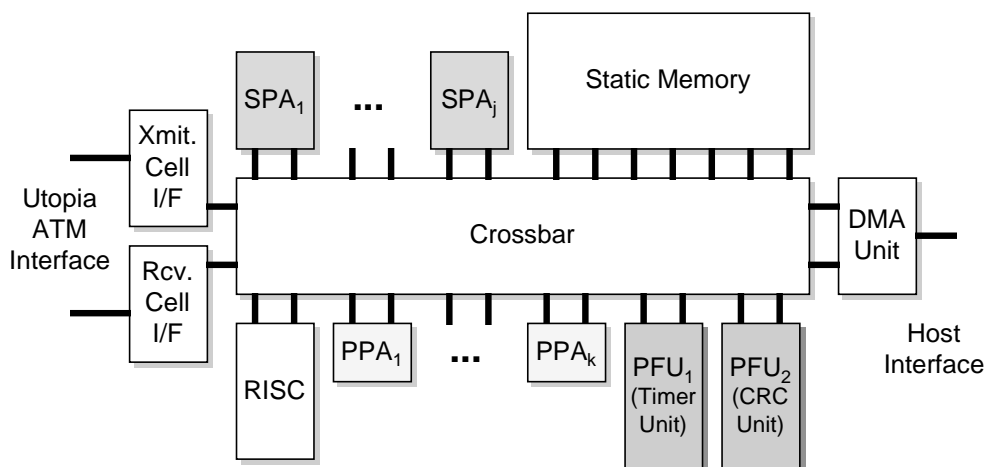 SPA1
...
SPAj
Static Memory
Xmit.
Cell
I/F
Utopia
ATM
Interface
Crossbar
DMA
Unit
Rcv.
Cell
I/F
Host
Interface
RISC
PPA1
...
PPAk
PFU1
(Timer
Unit)
PFU2
(CRC
Unit)